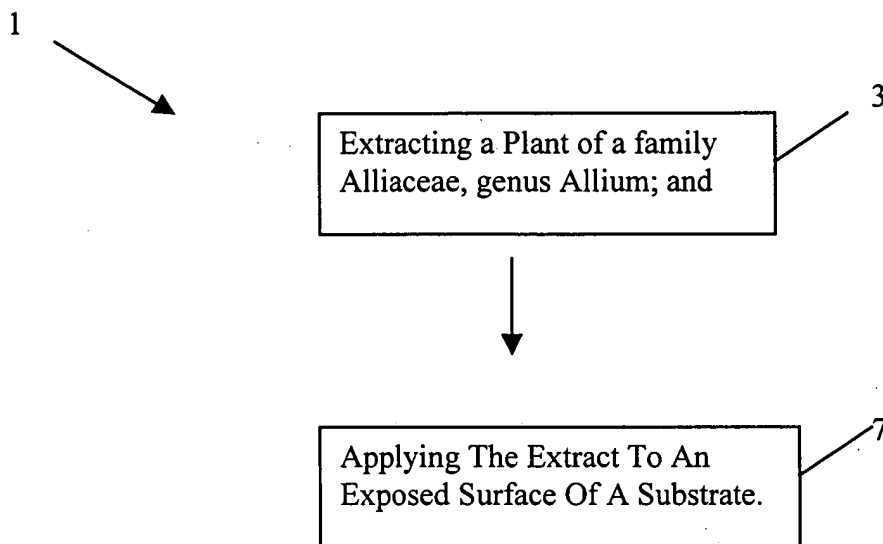 1
3
Extracting a Plant of a family
Alliaceae, genus Allium; and
7
Applying The Extract To An
Exposed Surface Of A Substrate.